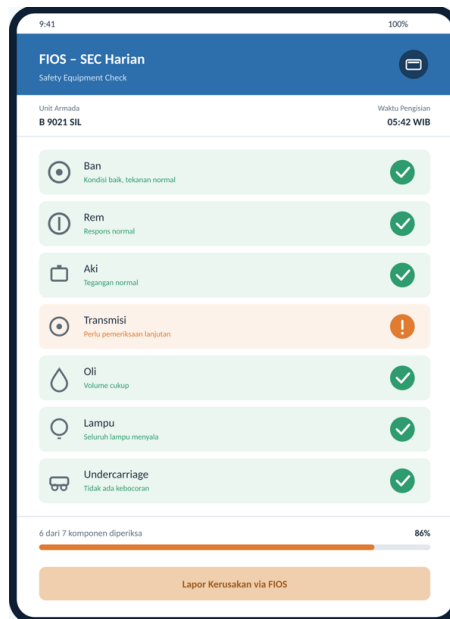 9:41 100%
FIOS – SEC Harian
Safety Equipment Check
Unit Armada Waktu Pengisian
B 9021 SIL 05:42 WIB
Ban
Kondisi baik, tekanan normal
Rem
Respons normal
Aki
Tegangan normal
Transmisi
Perlu pemeriksaan lanjutan
!
Oli
Volume cukup
Lampu
Seluruh lampu menyala
Undercarriage
Tidak ada kebocoran
6 dari 7 komponen diperiksa 86%
Lapor Kerusakan via FIOS